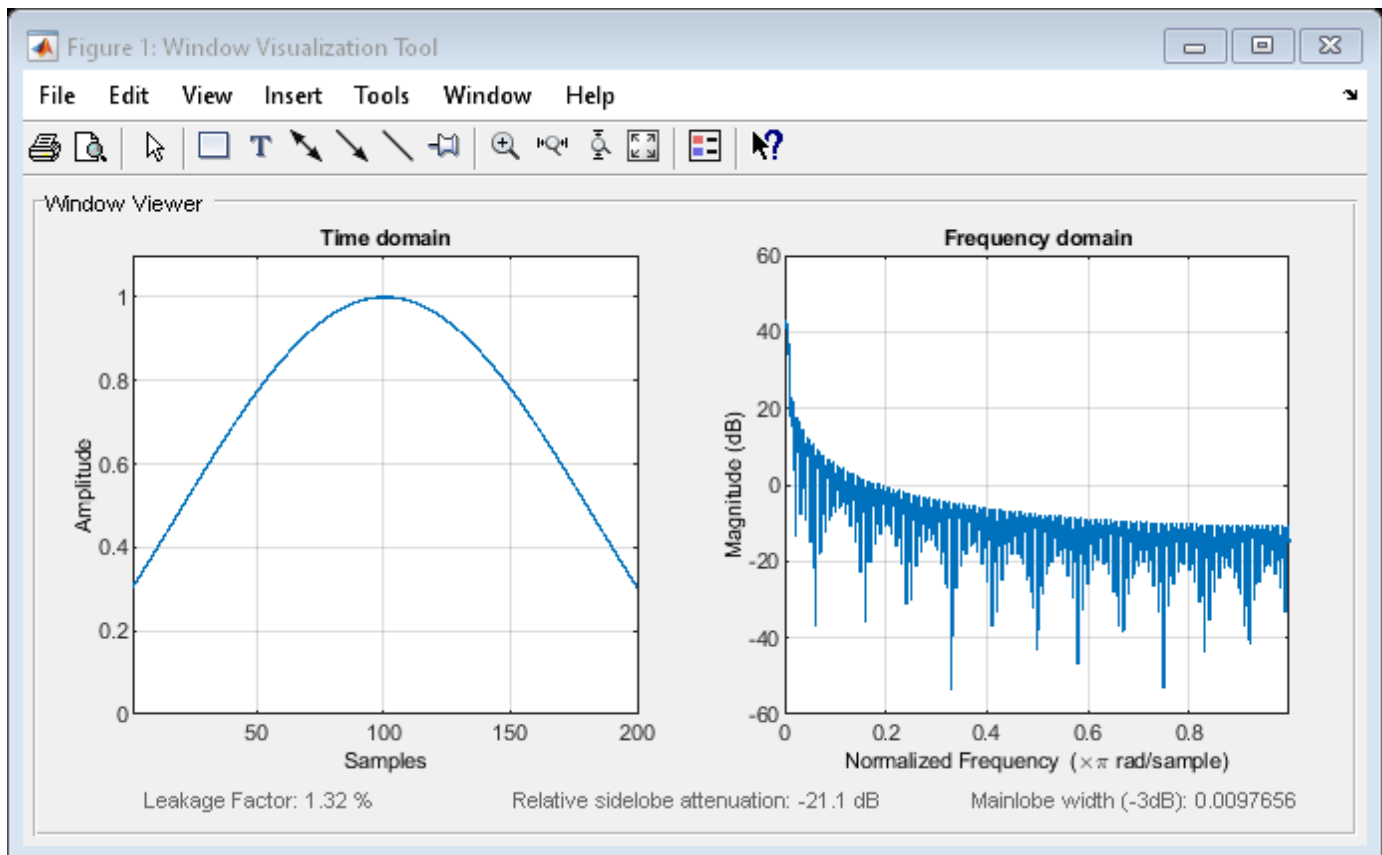 Figure 1: Window Visualization Tool
File Edit View Insert Tools Window Help
T
?
Window Viewer
Time domain
1
0.8
0.6
0.4
0.2
0
50 100 150 200
Amplitude
Samples
Frequency domain
60
40
20
0
-20
-40
-60
0 0.2 0.4 0.6 0.8
Magnitude (dB)
Normalized Frequency (×π rad/sample)
Leakage Factor: 1.32 % Relative sidelobe attenuation: -21.1 dB Mainlobe width (-3dB): 0.0097656